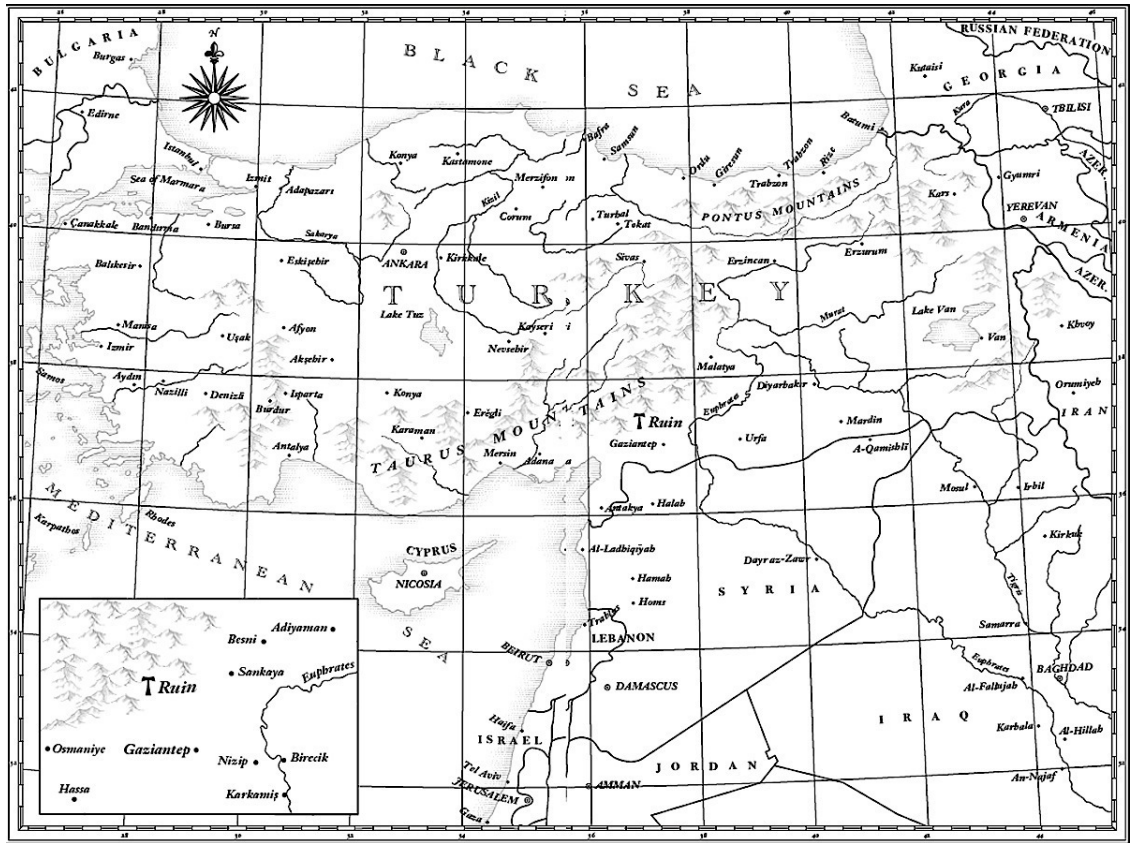 BULGARIA
Burgas
N
BLACK SEA
RUSSIAN FEDERATION
Kutaisi
GEORGIA
Kura
TBILISI
Edirne
Istanbul
Sea of Marmara
Izmit
Adapazarı
Konya
Kastamone
Bafra
Samsun
Merzifon
Ordu
Giresun
Trabzon
Trabzon
Rize
Batumi
AZER.
Gyumri
Kars
YEREVAN
ARMENIA
AZER.
Çanakkale
Bandırma
Bursa
Sakarya
Kizil
Corum
Turhal
Tokat
PONTUS MOUNTAINS
Balıkesir
Eskişehir
ANKARA
Kirikkale
Sivas
Erzincan
Erzurum
TURKEY
Lake Tuz
Kayseri
Nevsehir
Murat
Lake Van
Van
Khvoy
Manisa
Izmir
Uşak
Afyon
Akşehir
Malatya
Diyarbakir
Orumiyeh
IRAN
Samos
Aydın
Nazilli
Denizli
Burdur
Isparta
Konya
Karaman
Erégli
TAURUS MOUNTAINS
Ruin
Gaziantep
Euphrates
Urfa
Mardin
A-Qamishlī
Antalya
Mersin
Adana
Mosul
Irbil
MEDITERRANEAN
SEA
Karpathos
Rhodes
Antakya
Halab
CYPRUS
NICOSIA
Al-Ladhiqiyah
Dayr az-Zawr
Kirkuk
Hamah
Homs
SYRIA
Tigris
Trablus
LEBANON
Samarra
BEIRUT
DAMASCUS
Euphrates
BAGHDAD
Al-Fallujah
Haifa
ISRAEL
IRAQ
Karbala
Al-Hillah
Tel Aviv
JERUSALEM
AMMAN
JORDAN
An-Najaf
Gaza
Adiyaman
Besni
Sankaya
Euphrates
Ruin
Osmaniye
Gaziantep
Nizip
Birecik
Hassa
Karkamiş